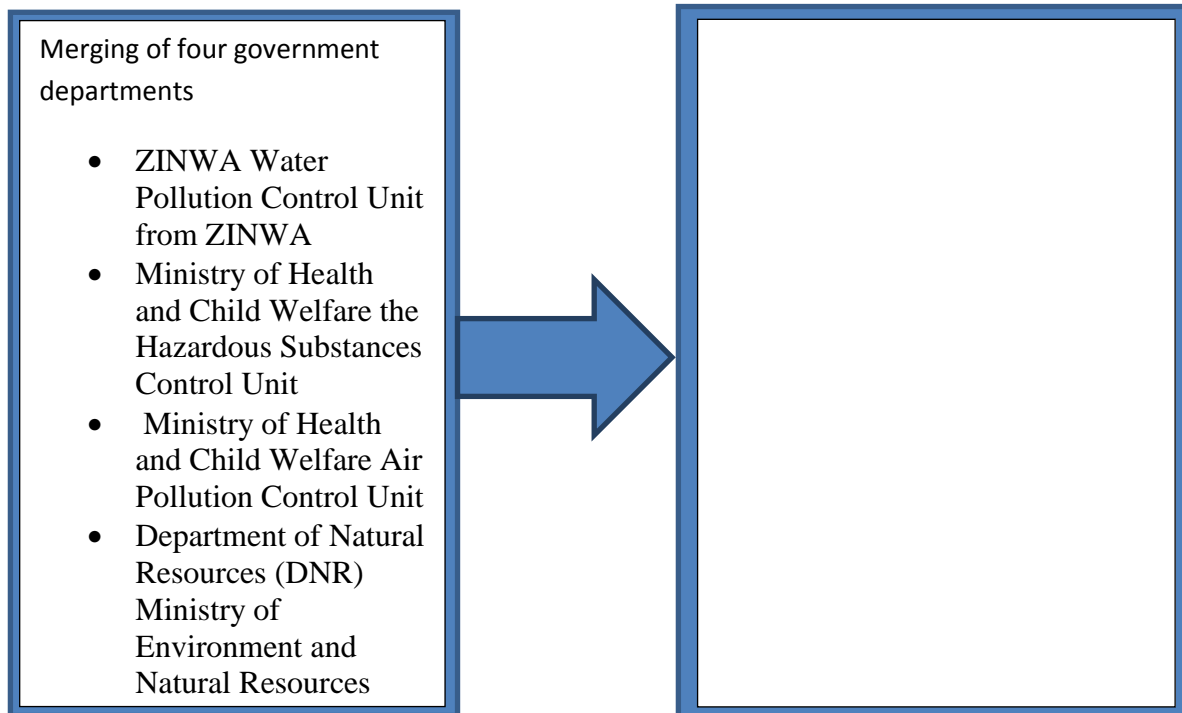 Merging of four government
departments
• ZINWA Water
Pollution Control Unit
from ZINWA
• Ministry of Health
and Child Welfare the
Hazardous Substances
Control Unit
• Ministry of Health
and Child Welfare Air
Pollution Control Unit
• Department of Natural
Resources (DNR)
Ministry of
Environment and
Natural Resources